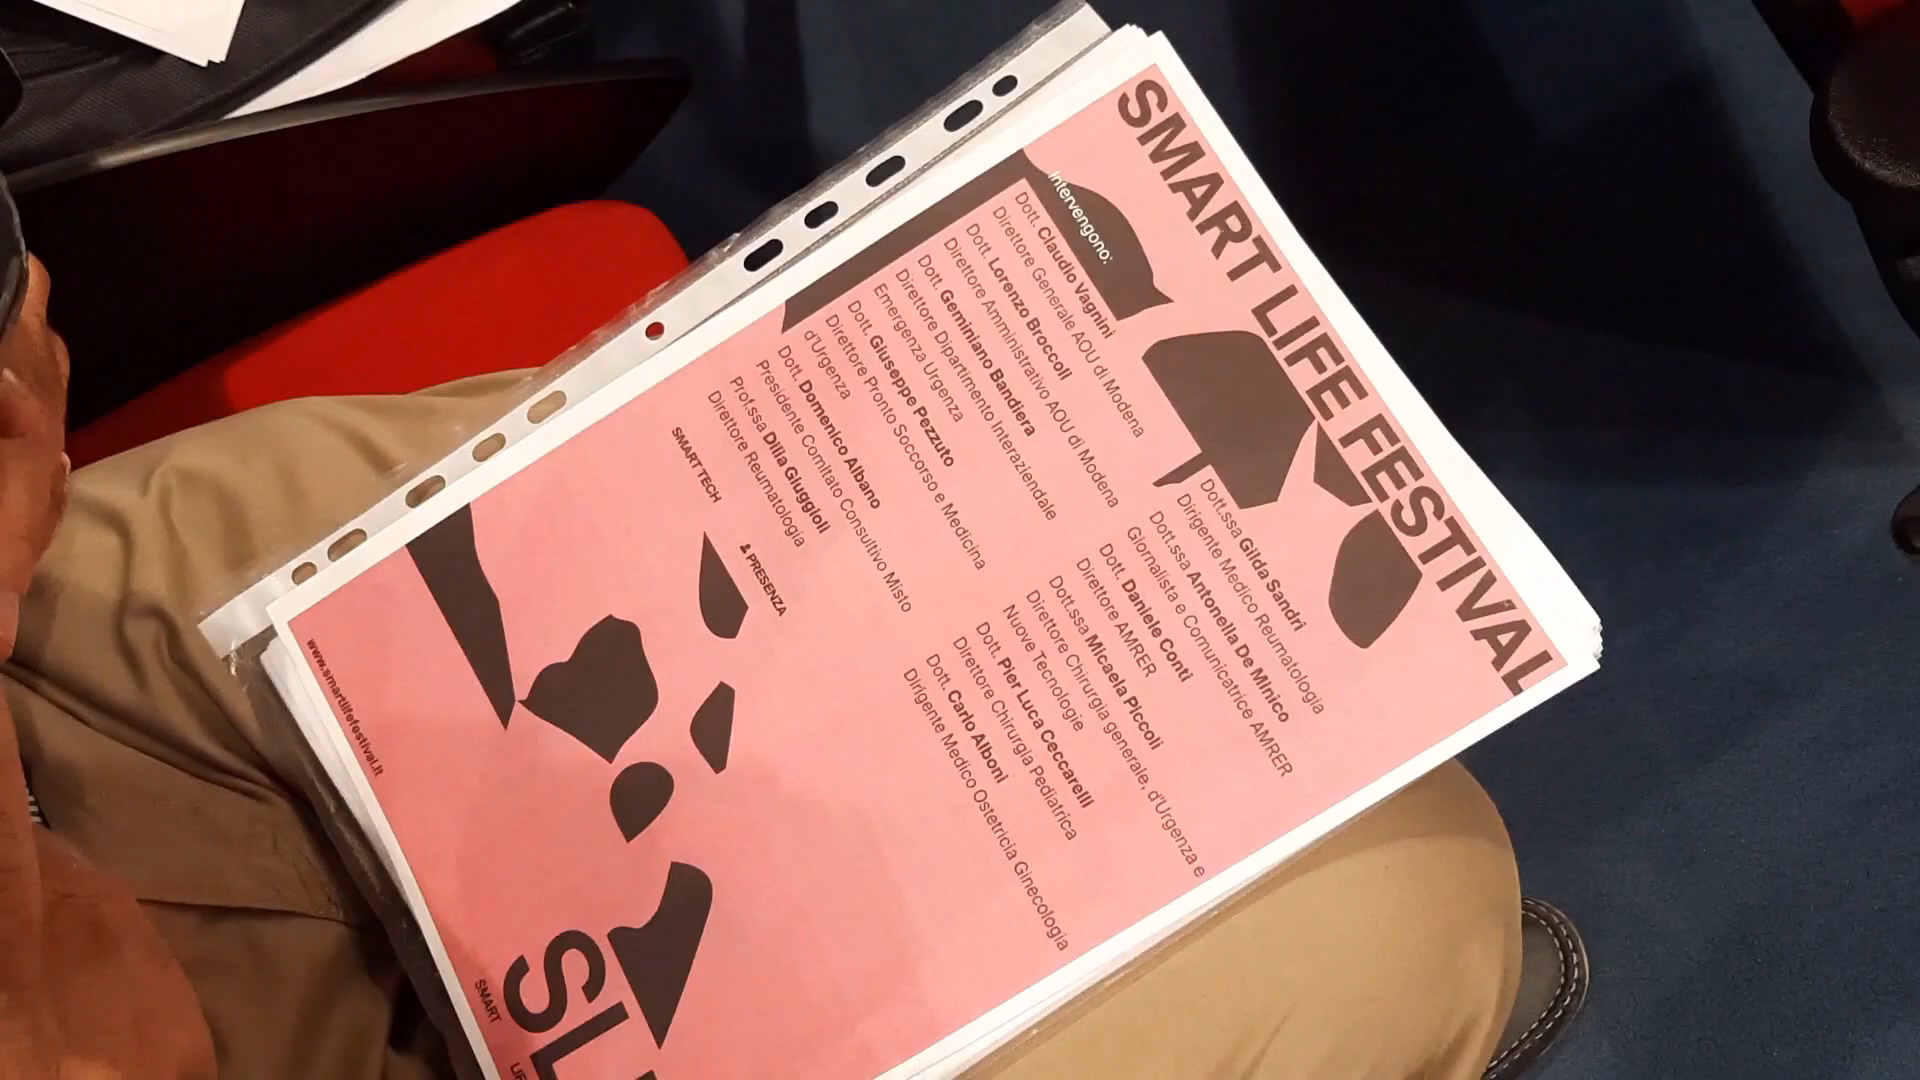 SMART LIFE FESTIVAL
Intervengono:
Dott. Claudio Vagnini
Direttore Generale AOU di Modena
Dott. Lorenzo Broccoli
Direttore Amministrativo AOU di Modena
Dott. Geminiano Bandiera
Direttore Dipartimento Interaziendale
Emergenza Urgenza
Dott. Giuseppe Pezzuto
Direttore Pronto Soccorso e Medicina
d'Urgenza
Dott. Domenico Albano
Presidente Comitato Consultivo Misto
Prof.ssa Dilia Giuggioli
Direttore Reumatologia
Dott.ssa Gilda Sandri
Dirigente Medico Reumatologia
Dott.ssa Antonella De Minico
Giornalista e Comunicatrice AMRER
Dott. Daniele Conti
Direttore AMRER
Dott.ssa Micaela Piccoli
Direttore Chirurgia generale, d'Urgenza e
Nuove Tecnologie
Dott. Pier Luca Ceccarelli
Direttore Chirurgia Pediatrica
Dott. Carlo Alboni
Dirigente Medico Ostetricia Ginecologia
SMART TECH
& PRESENZA
www.smartlifefestival.it
SMART